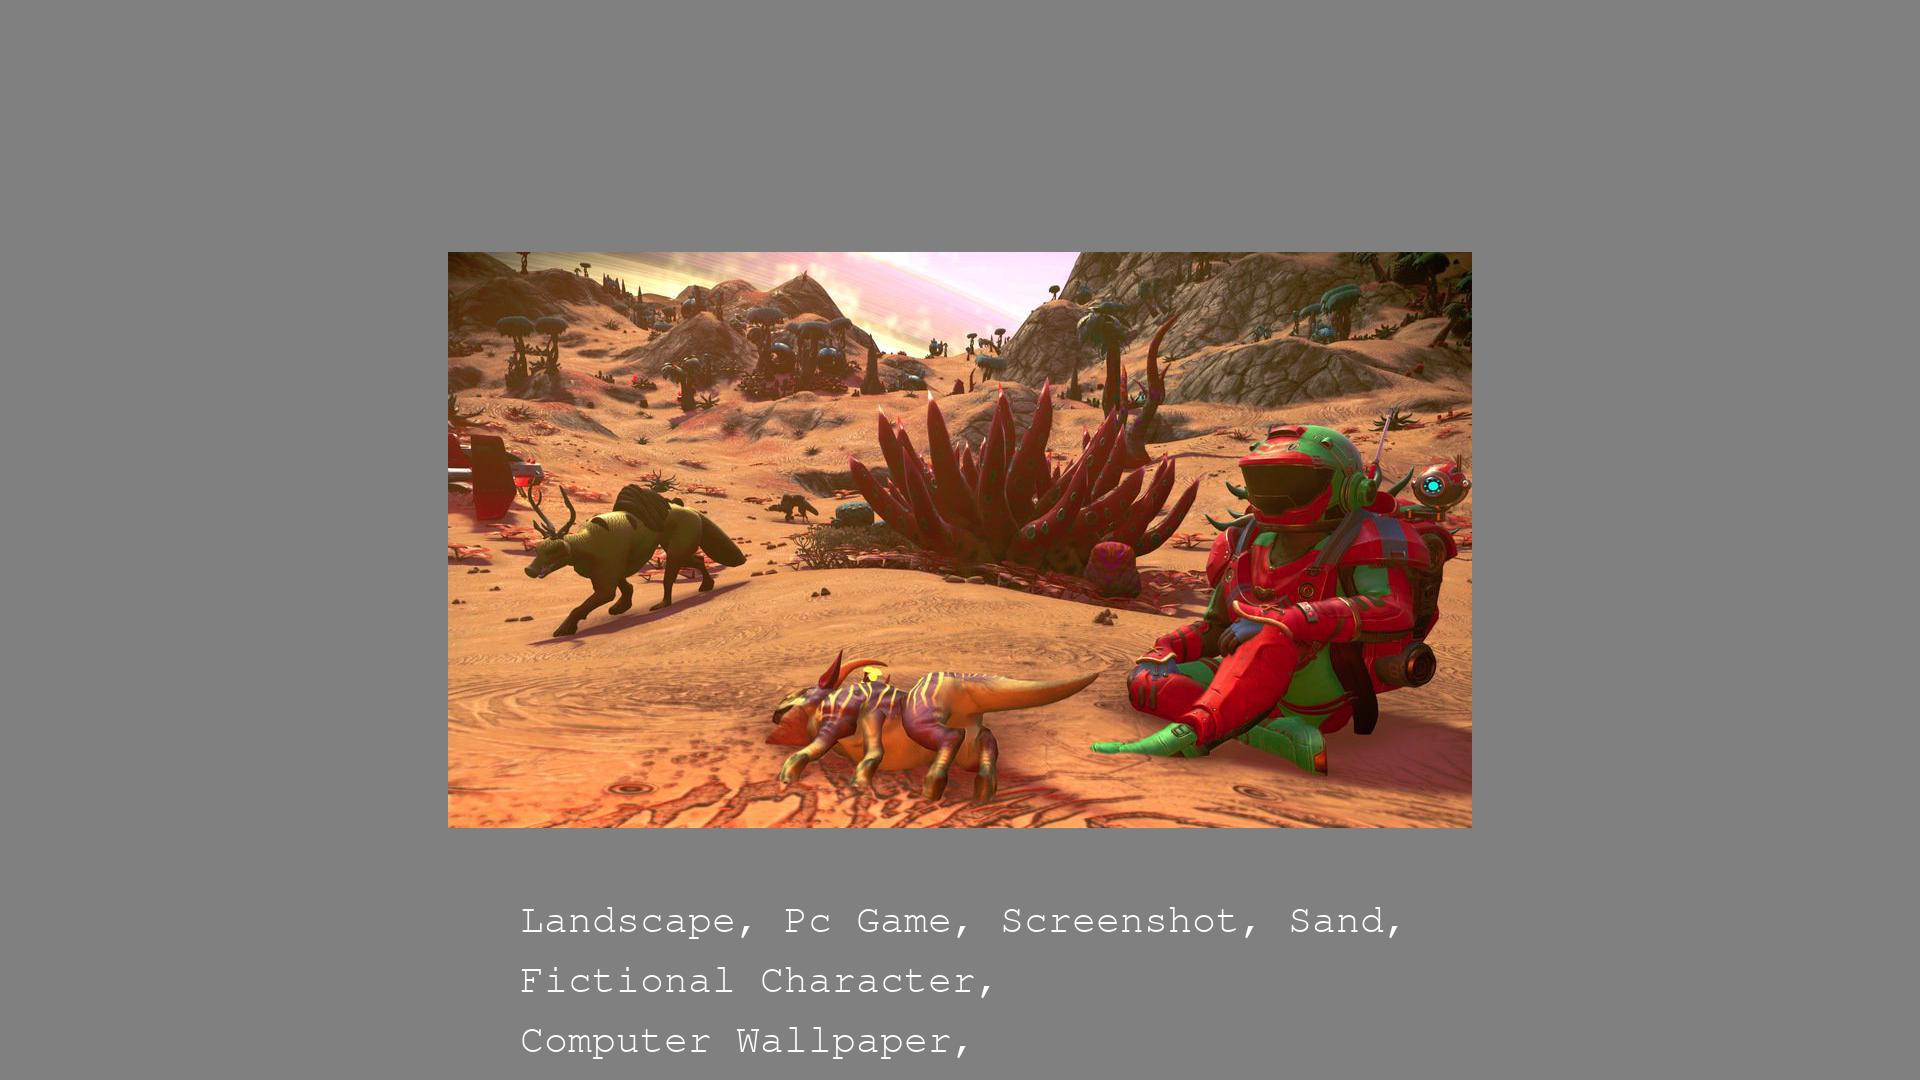 Landscape, Pc Game, Screenshot, Sand,
Fictional Character,
Computer Wallpaper,